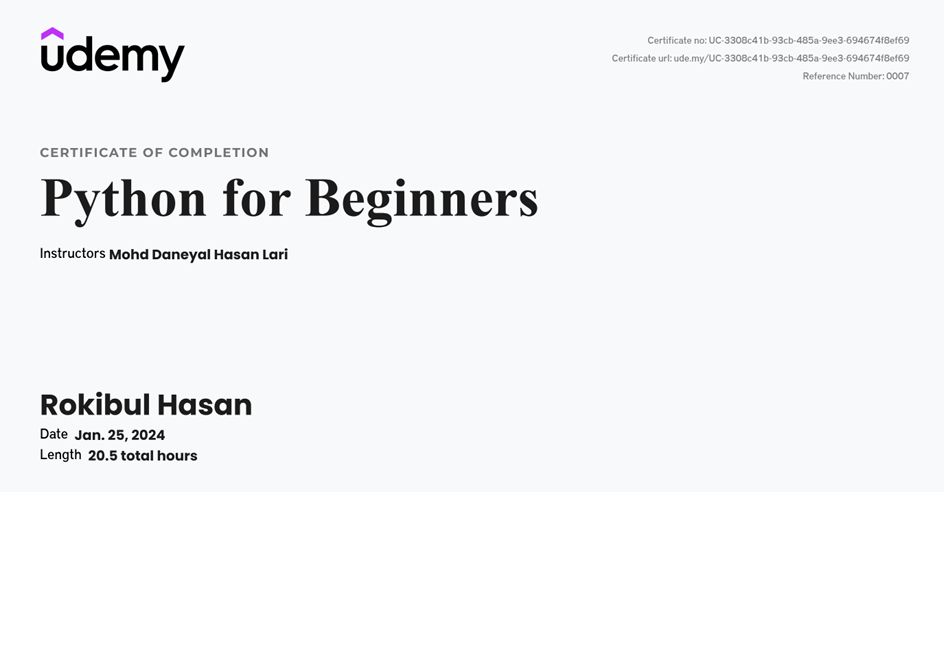 udemy
Certificate no: UC-3308c41b-93cb-485a-9ee3-694674f8ef69
Certificate url: ude.my/UC-3308c41b-93cb-485a-9ee3-694674f8ef69
Reference Number: 0007
CERTIFICATE OF COMPLETION
Python for Beginners
Instructors Mohd Daneyal Hasan Lari
Rokibul Hasan
Date Jan. 25, 2024
Length 20.5 total hours